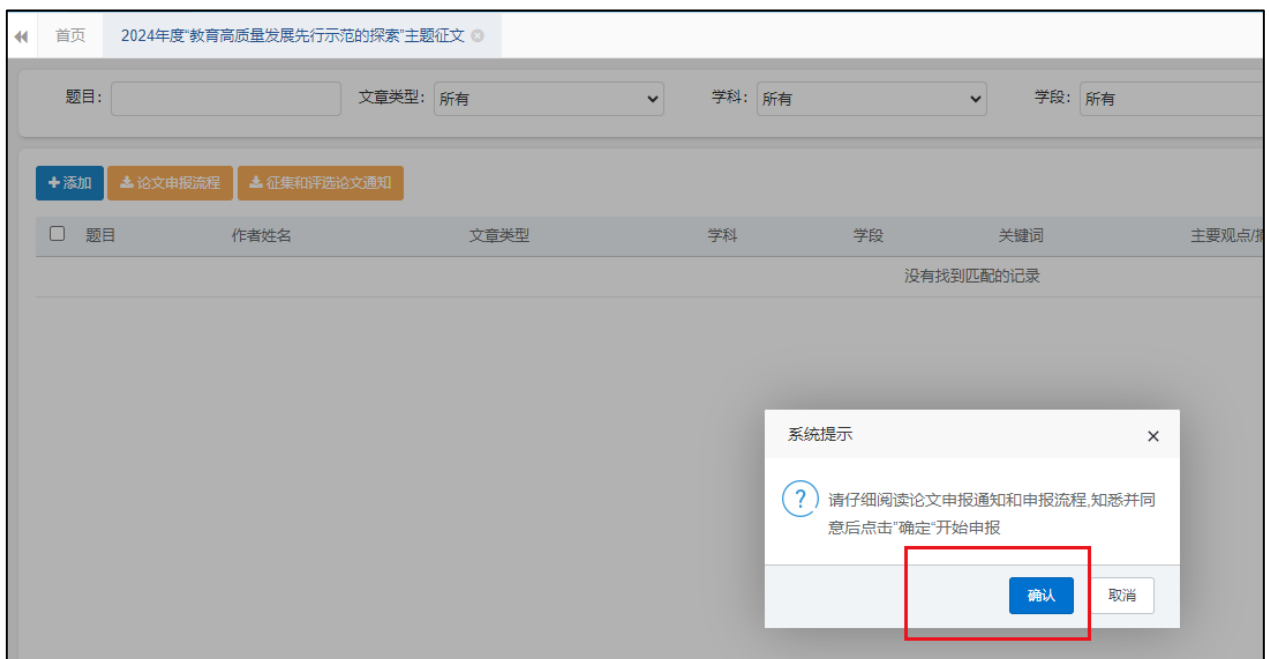 首页 2024年度“教育高质量发展先行示范的探索”主题征文
题目: 文章类型: 所有 学科: 所有 学段: 所有
添加 论文申报流程 征集和评选论文通知
题目 作者姓名 文章类型 学科 学段 关键词 主要观点/摘
没有找到匹配的记录
系统提示
请仔细阅读论文申报通知和申报流程,知悉并同
意后点击”确定“开始申报
确认 取消